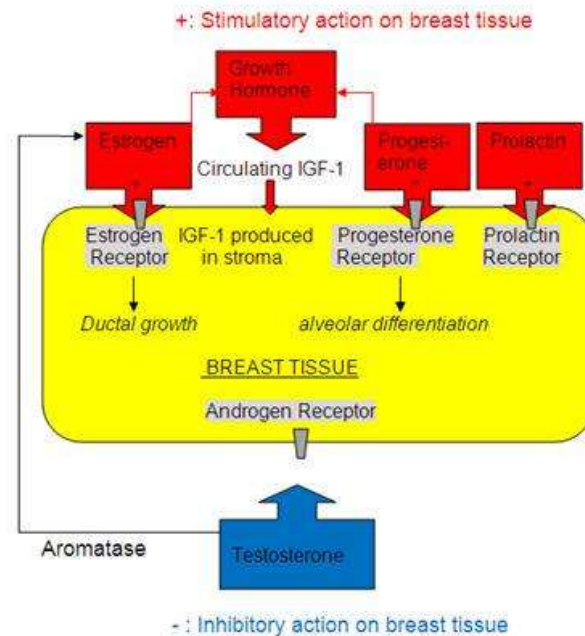 +: Stimulatory action on breast tissue
Growth
Hormone
Estrogen
+
Progest-
erone
+
Prolactin
+
Circulating IGF-1
Estrogen
Receptor
IGF-1 produced
in stroma
Progesterone
Receptor
Prolactin
Receptor
Ductal growth
alveolar differentiation
BREAST TISSUE
Androgen Receptor
Aromatase
Testosterone
- : Inhibitory action on breast tissue